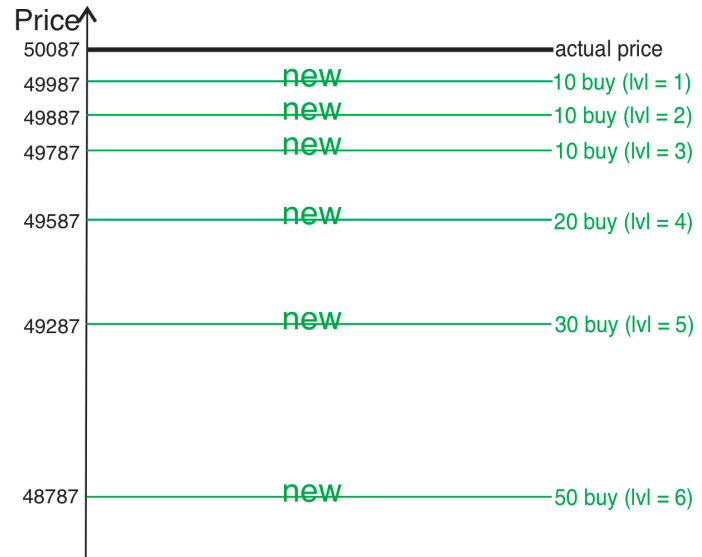 Price
50087 actual price
49987 new 10 buy (lvl = 1)
49887 new 10 buy (lvl = 2)
49787 new 10 buy (lvl = 3)
49587 new 20 buy (lvl = 4)
49287 new 30 buy (lvl = 5)
48787 new 50 buy (lvl = 6)